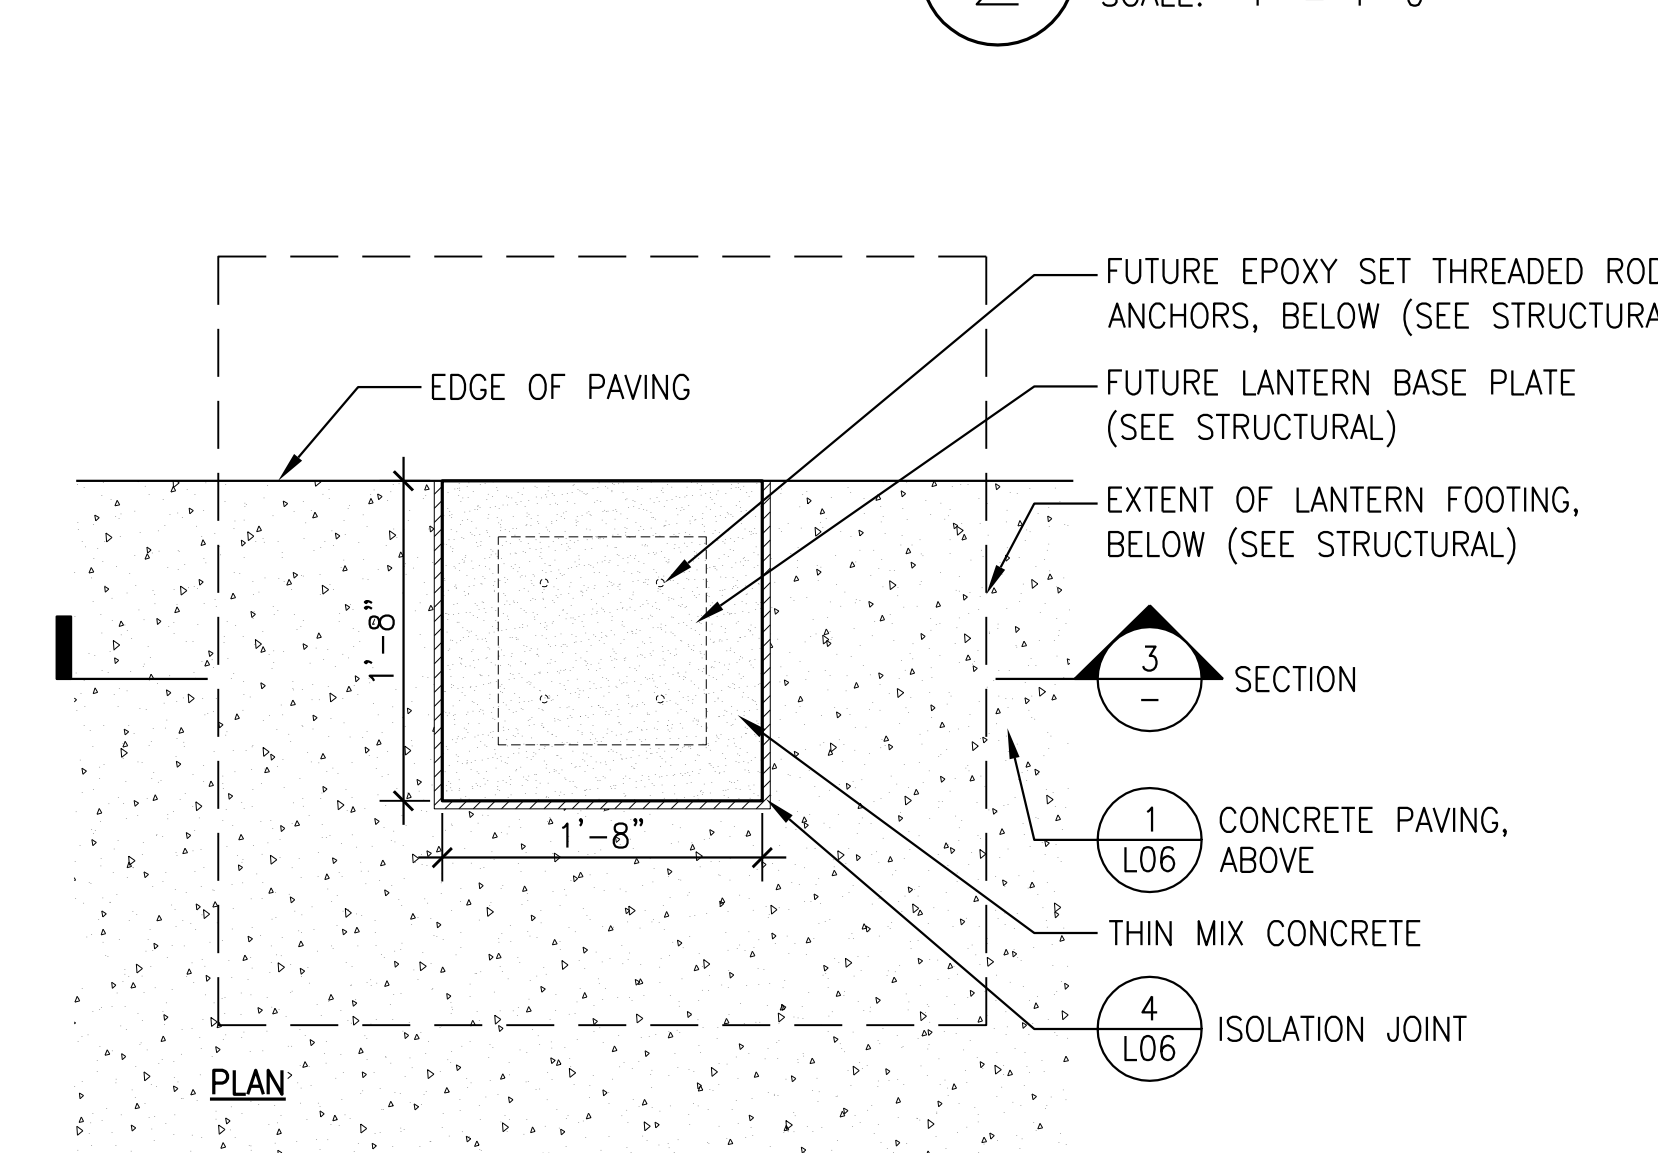 FUTURE EPOXY SET THREADED
ANCHORS, BELOW (SEE
EDGE OF PAVING
FUTURE LANTERN BASE PLATE
(SEE STRUCTURAL)
EXTENT OF LANTERN FOOTING,
BELOW (SEE STRUCTURAL)
1'-8"
3
–
SECTION
1
L06
CONCRETE PAVING,
ABOVE
1'-8"
THIN MIX CONCRETE
4
L06
ISOLATION JOINT
PLAN